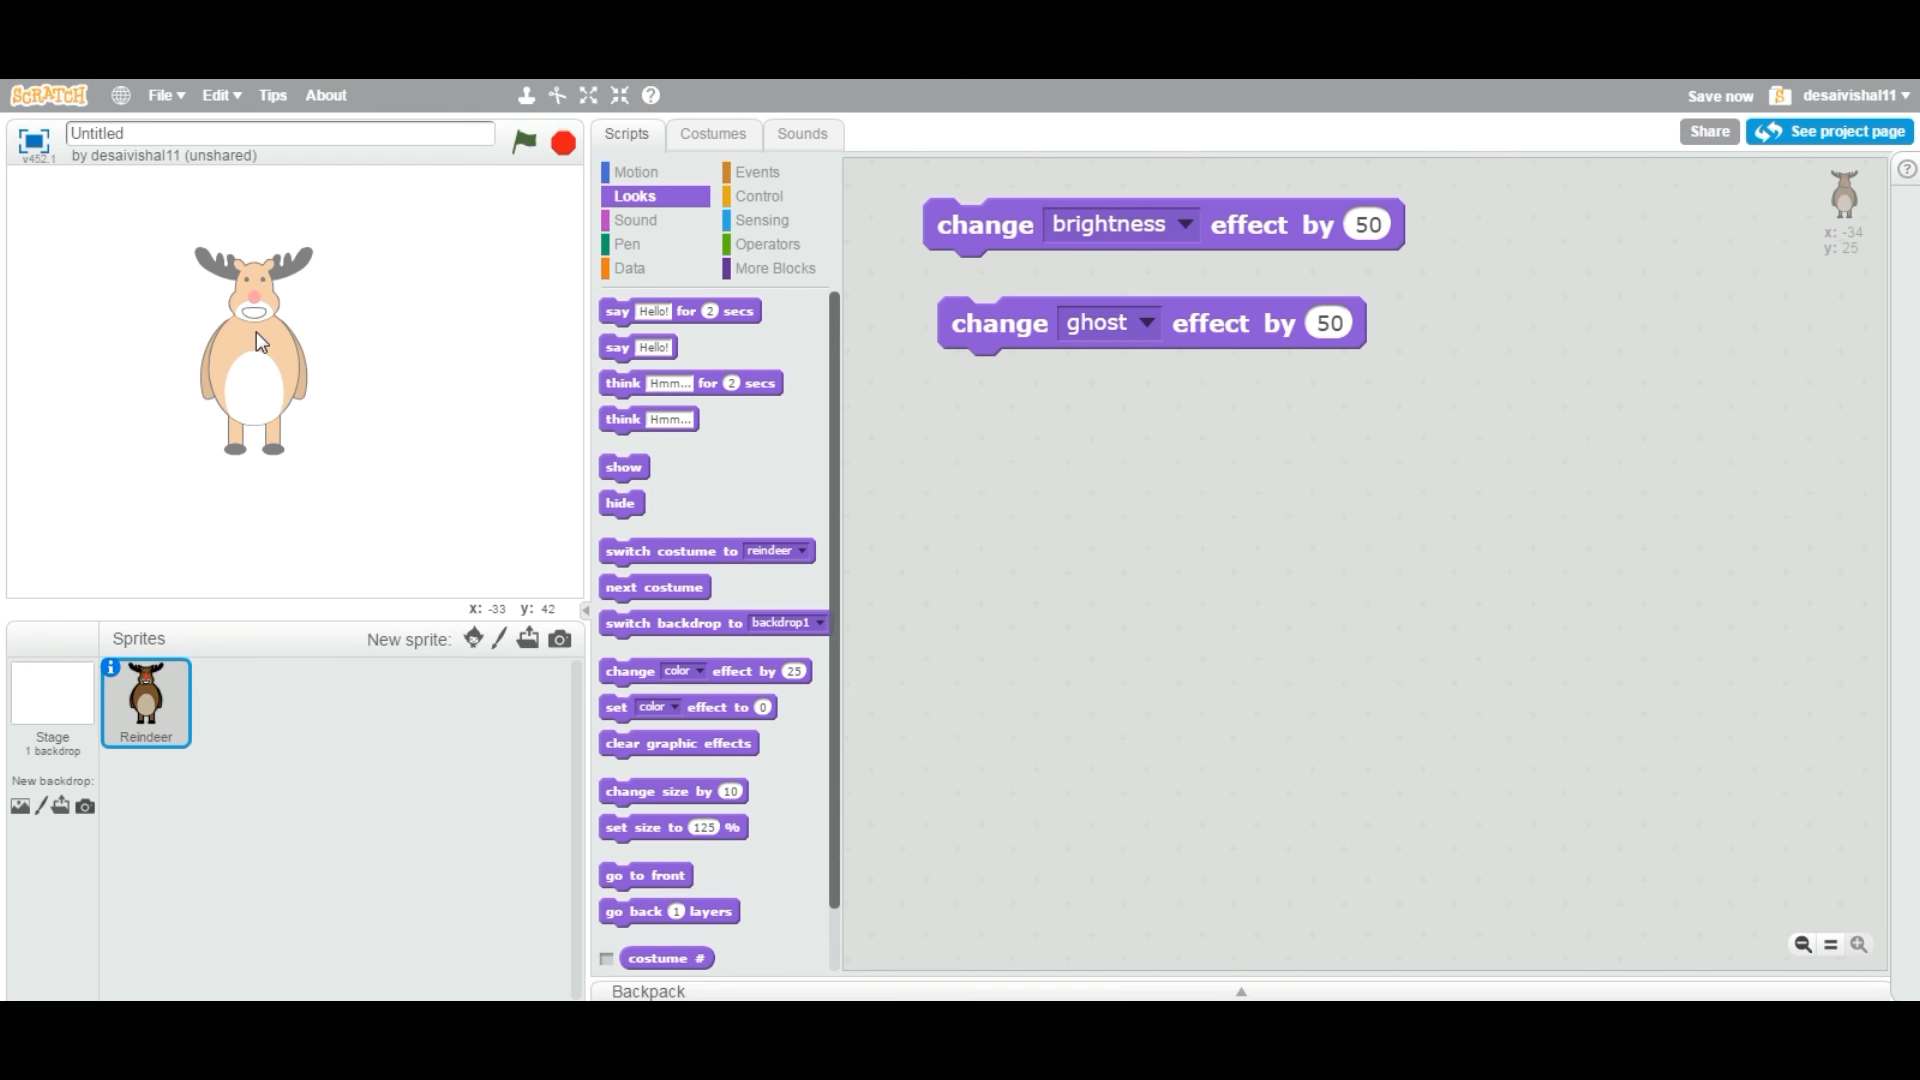 SCRATCH File Edit Tips About Save now desaivishal11
v452.1 Untitled
by desaivishal11 (unshared)
Scripts Costumes Sounds Share See project page
Motion Events
Looks Control
Sound Sensing
Pen Operators
Data More Blocks
say Hello! for 2 secs
say Hello!
think Hmm... for 2 secs
think Hmm...
show
hide
switch costume to reindeer
next costume
switch backdrop to backdrop1
change color effect by 25
set color effect to 0
clear graphic effects
change size by 10
set size to 125 %
go to front
go back 1 layers
costume #
change brightness effect by 50
change ghost effect by 50
x: -34
y: 25
x: -33 y: 42
Sprites New sprite:
Stage
1 backdrop
New backdrop:
Reindeer
Backpack